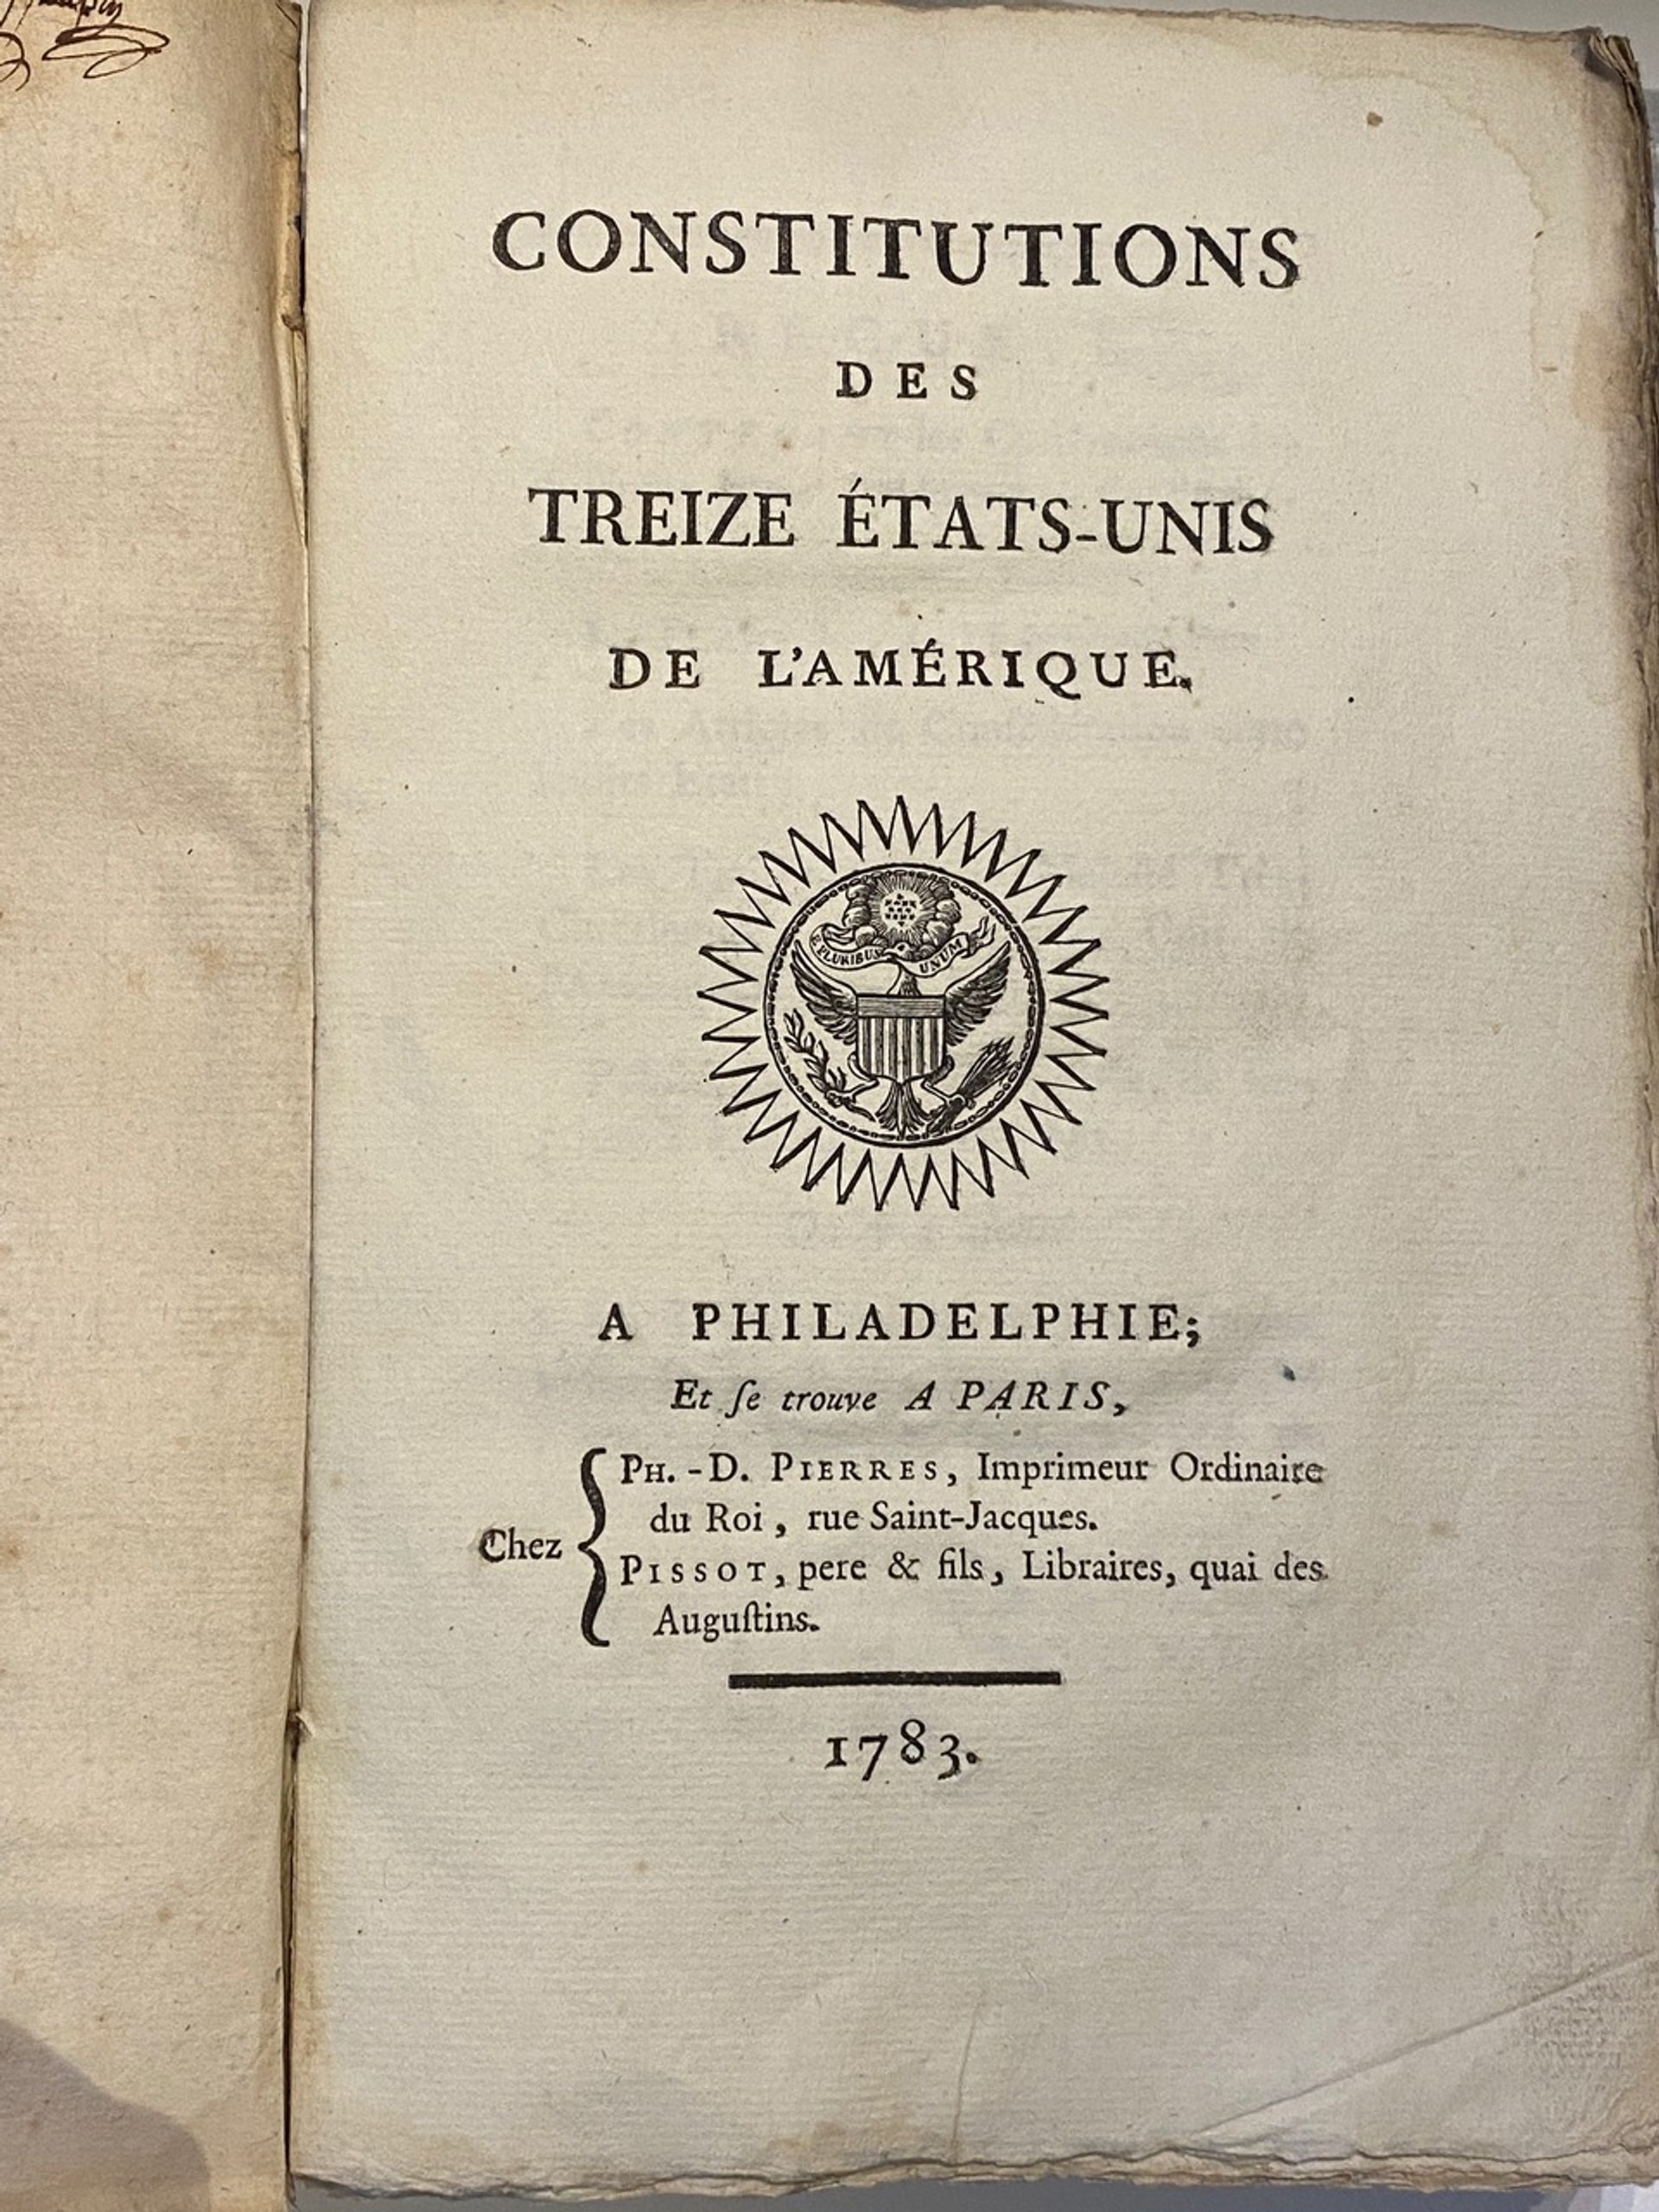 CONSTITUTIONS
DES
TREIZE ÉTATS-UNIS
DE L'AMÉRIQUE.
E PLURIBUS UNUM
A PHILADELPHIE;
Et ſe trouve A PARIS,
Chez
PH.-D. PIERRES, Imprimeur Ordinaire
du Roi, rue Saint-Jacques.
PISSOT, pere & fils, Libraires, quai des
Auguſtins.
1783.